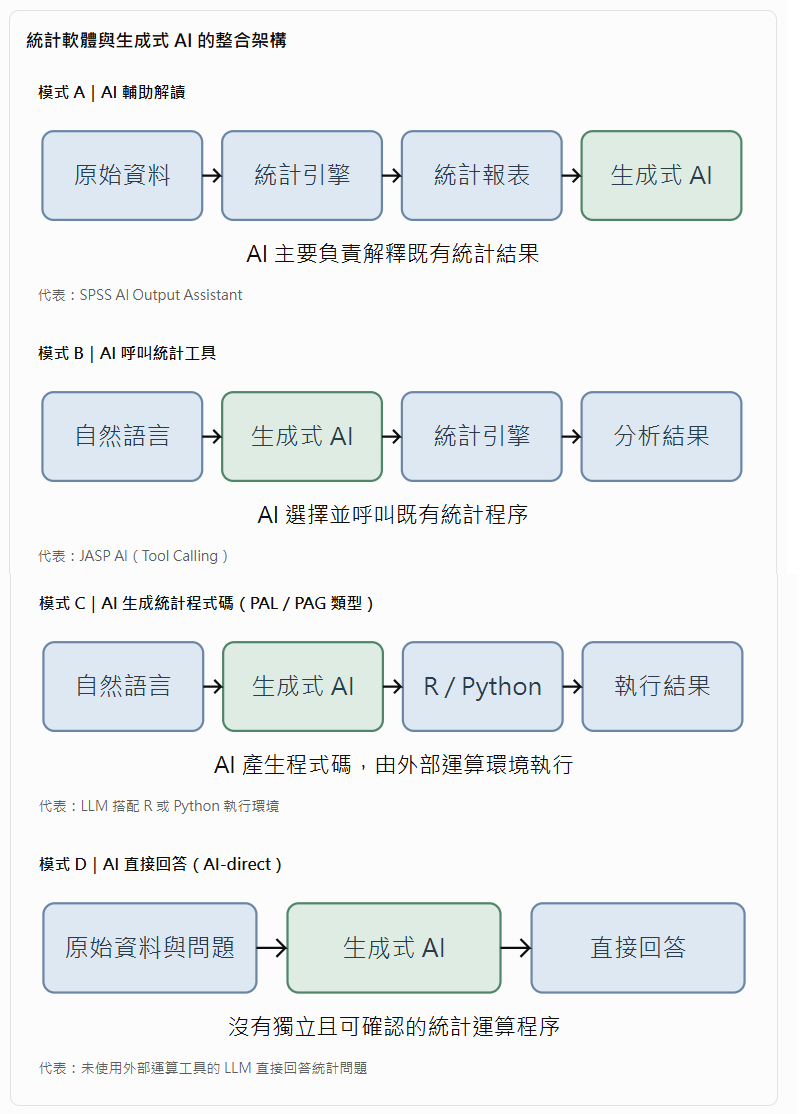 統計軟體與生成式 AI 的整合架構
模式 A｜AI 輔助解讀
原始資料
統計引擎
統計報表
生成式 AI
AI 主要負責解釋既有統計結果
代表：SPSS AI Output Assistant
模式 B｜AI 呼叫統計工具
自然語言
生成式 AI
統計引擎
分析結果
AI 選擇並呼叫既有統計程序
代表：JASP AI（Tool Calling）
模式 C｜AI 生成統計程式碼（PAL / PAG 類型）
自然語言
生成式 AI
R / Python
執行結果
AI 產生程式碼，由外部運算環境執行
代表：LLM 搭配 R 或 Python 執行環境
模式 D｜AI 直接回答（AI-direct）
原始資料與問題
生成式 AI
直接回答
沒有獨立且可確認的統計運算程序
代表：未使用外部運算工具的 LLM 直接回答統計問題